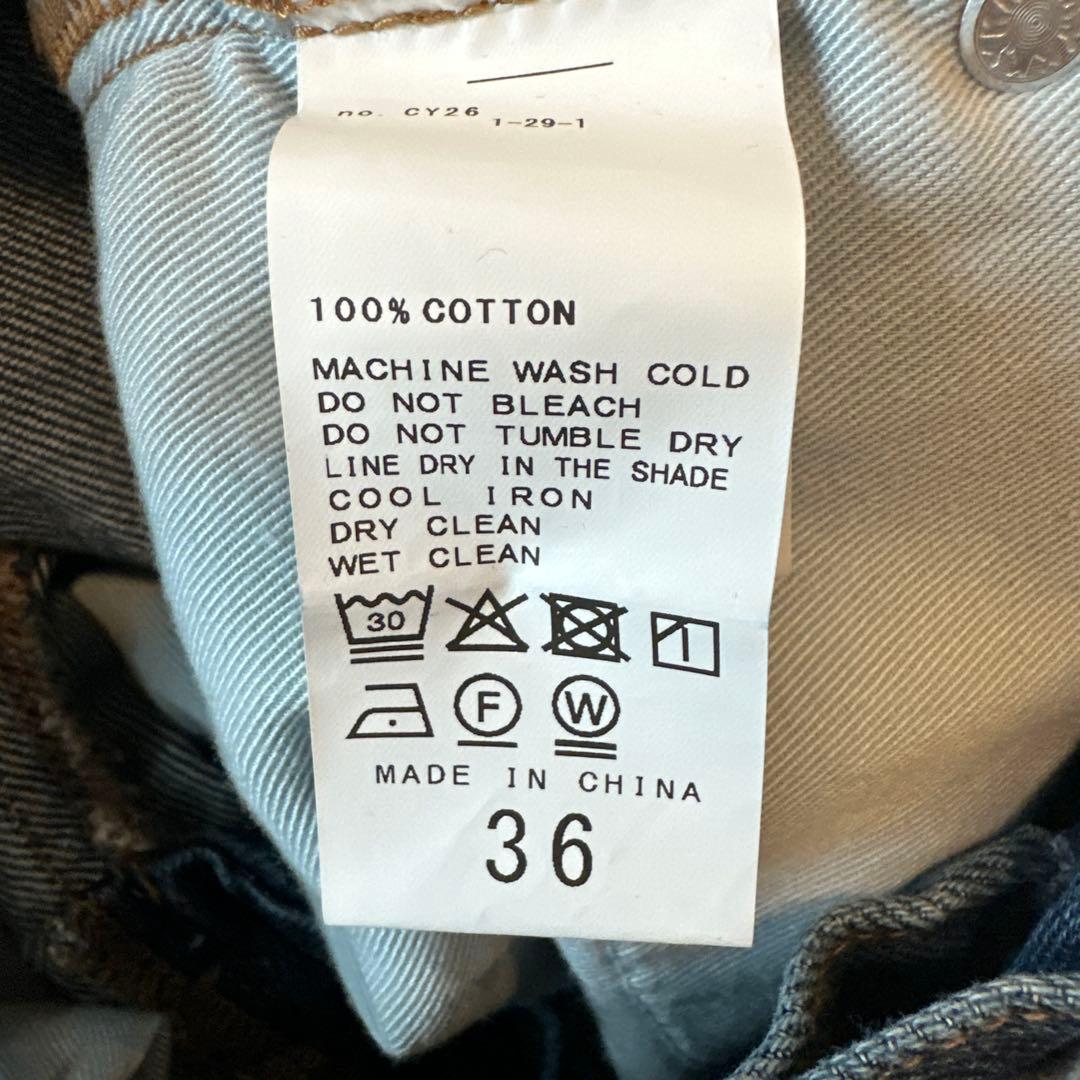 no. CY26 1-29-1
100% COTTON
MACHINE WASH COLD
DO NOT BLEACH
DO NOT TUMBLE DRY
LINE DRY IN THE SHADE
COOL IRON
DRY CLEAN
WET CLEAN
30
F W
MADE IN CHINA
36